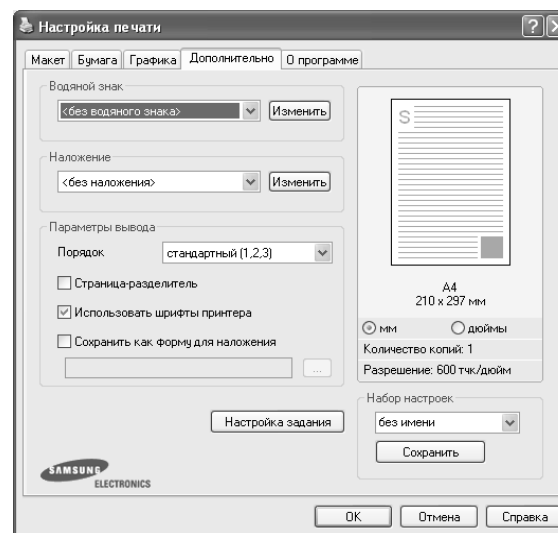 Настройка печати
?
X
Макет Бумага Графика Дополнительно О программе
Водяной знак
<без водяного знака>
Изменить
Наложение
<без наложения>
Изменить
Параметры вывода
Порядок стандартный (1,2,3)
Страница-разделитель
Использовать шрифты принтера
Сохранить как форму для наложения
...
Настройка задания
SAMSUNG
ELECTRONICS
S
A4
210 x 297 мм
мм дюймы
Количество копий: 1
Разрешение: 600 тчк/дюйм
Набор настроек
без имени
Сохранить
OK Отмена Справка